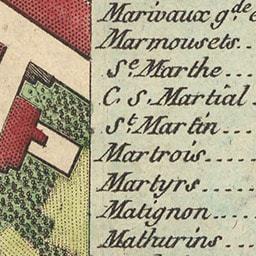 Marivaux g.de
Marmousets..
S.e Marthe....
C. S. Martial
S.t Martin....
Martrois....
Martyrs....
Matignon....
Mathurins....